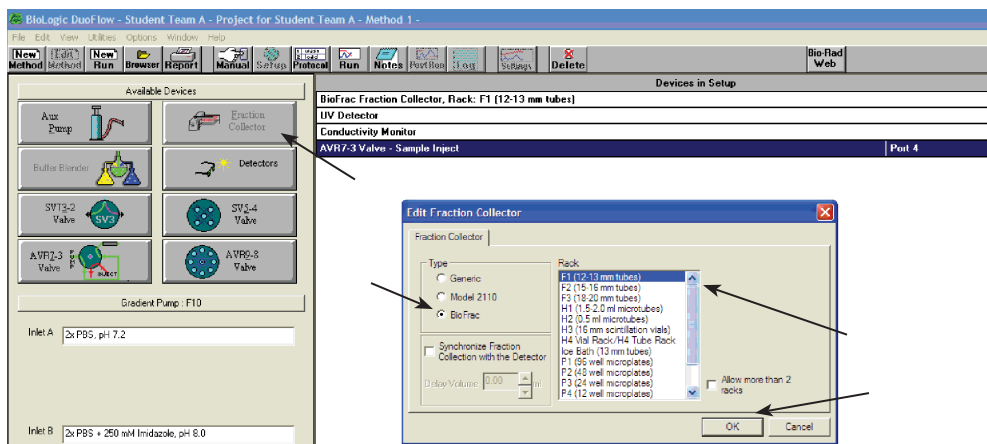 BioLogic DuoFlow - Student Team A - Project for Student Team A - Method 1 -
File Edit View Utilities Options Window Help
New Method Method New Run Browser Report Manual Setup Protocol Run Notes PostRun Log Settings Delete Bio-Rad Web
Available Devices
Devices in Setup
BioFrac Fraction Collector, Rack: F1 (12-13 mm tubes)
UV Detector
Conductivity Monitor
AVR7-3 Valve - Sample Inject Port 4
Aux Pump
Fraction Collector
Buffer Blender
Detectors
SVT3-2 Valve
SV3
SV5-4 Valve
AVR7-3 Valve
INJECT
AVR9-8 Valve
Gradient Pump : F10
Inlet A 2x PBS, pH 7.2
Inlet B 2x PBS + 250 mM Imidazole, pH 8.0
Edit Fraction Collector
Fraction Collector
Type
Generic
Model 2110
BioFrac
Synchronize Fraction
Collection with the Detector
Delay Volume 0.00 ml
Rack
F1 (12-13 mm tubes)
F2 (15-16 mm tubes)
F3 (18-20 mm tubes)
H1 (1.5-2.0 ml microtubes)
H2 (0.5 ml microtubes)
H3 (16 mm scintillation vials)
H4 Vial Rack/H4 Tube Rack
Ice Bath (13 mm tubes)
P1 (96 well microplates)
P2 (48 well microplates)
P3 (24 well microplates)
P4 (12 well microplates)
Allow more than 2
racks
OK Cancel